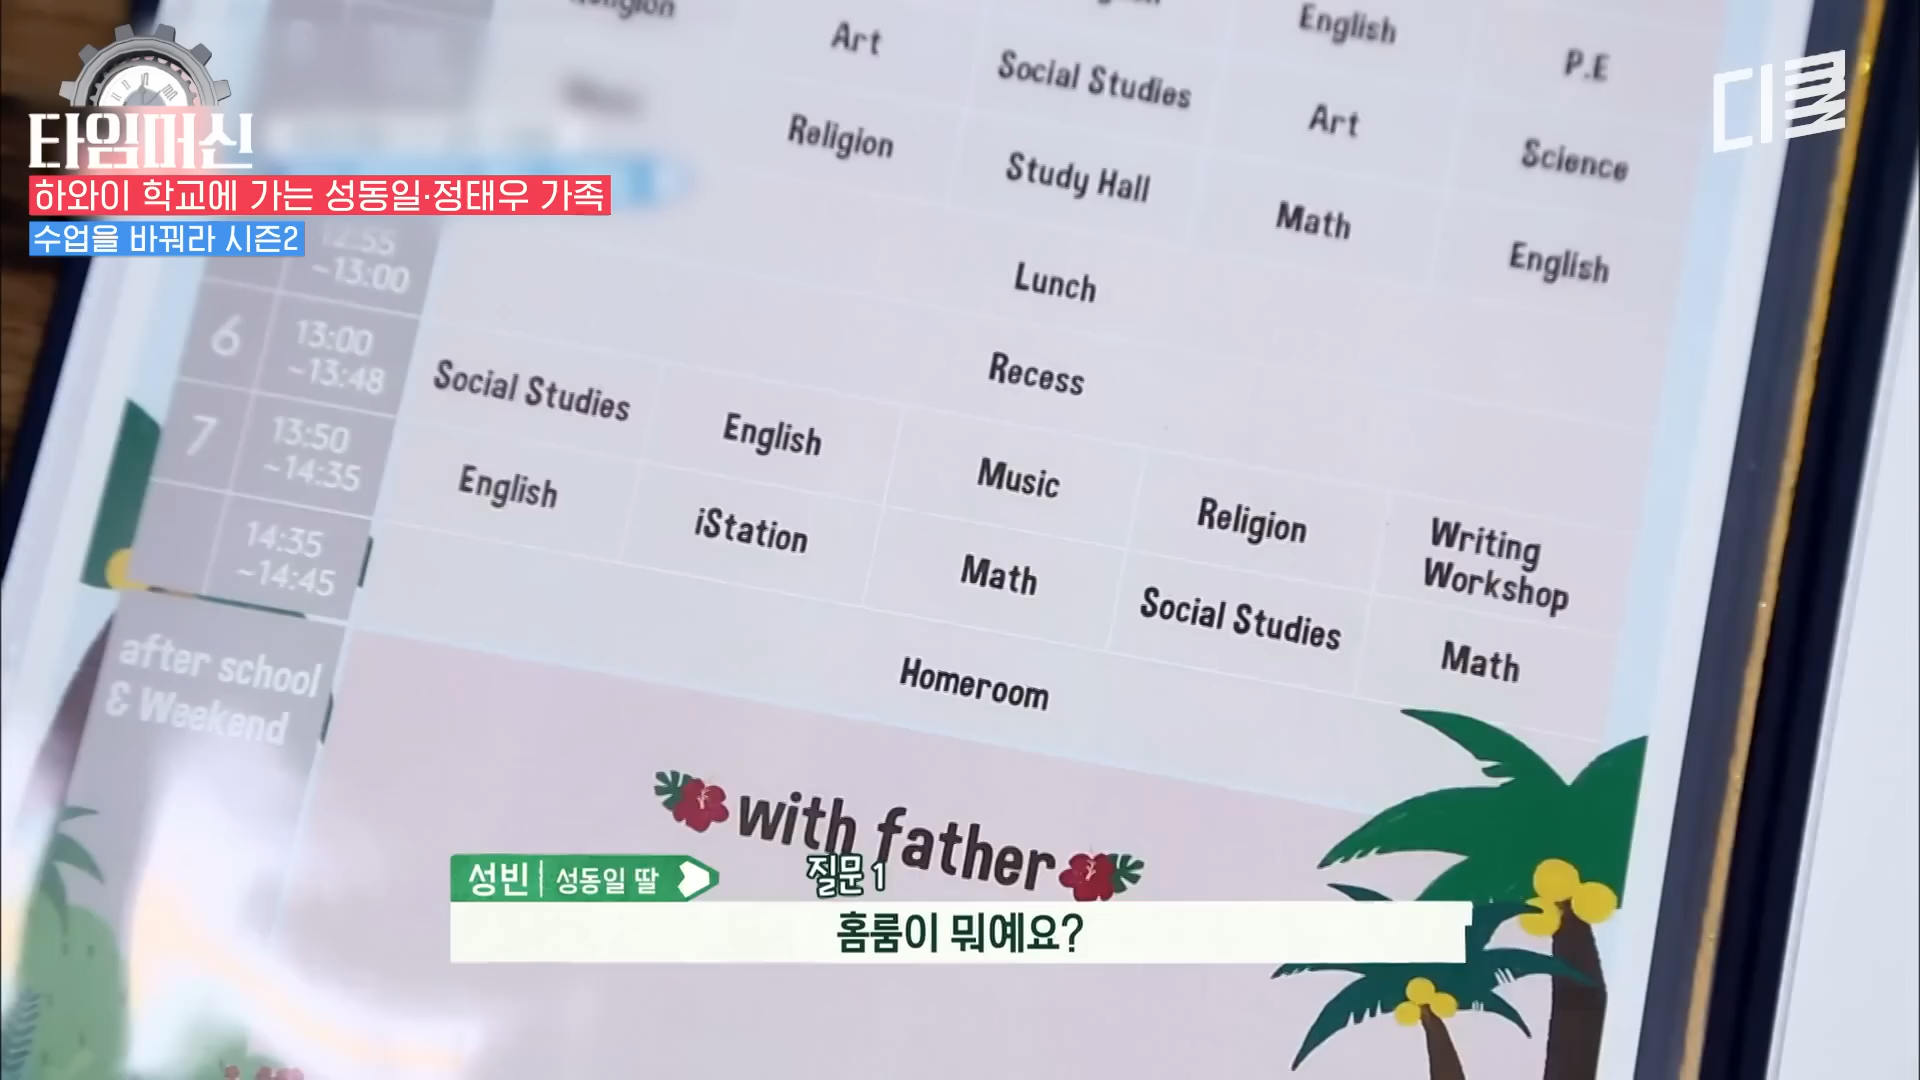 타임머신
하와이 학교에 가는 성동일·정태우 가족
수업을 바꿔라 시즌2
디클
English
P.E
Art
Social Studies
Art
Science
Religion
Study Hall
Math
English
Lunch
12:55
~13:00
Recess
6
13:00
~13:48
Social Studies
English
Music
Religion
Writing
Workshop
7
13:50
~14:35
English
iStation
Math
Social Studies
Math
14:35
~14:45
Homeroom
after school
& Weekend
with father
성빈
성동일 딸
질문 1
홈룸이 뭐예요?